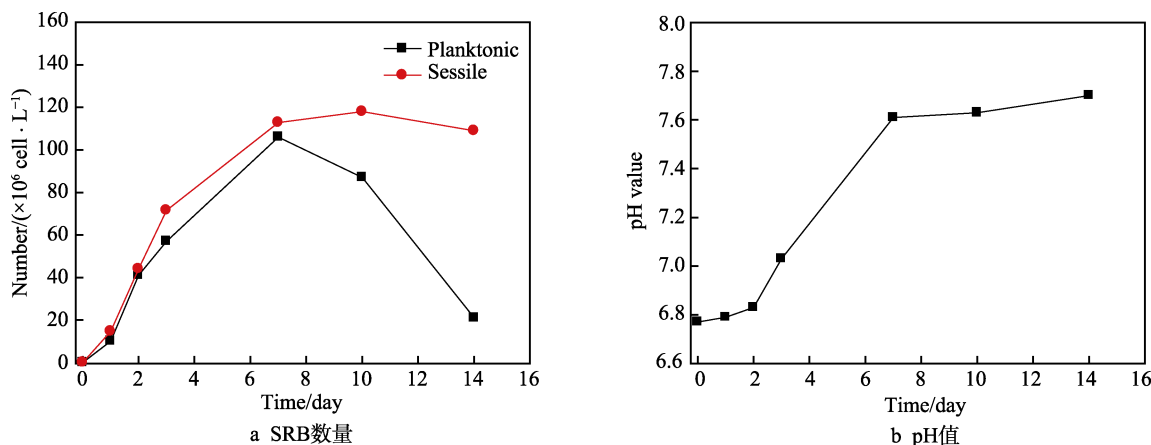 160
140
120
100
80
60
40
20
0
Number/(×10⁶ cell · L⁻¹)
Planktonic
Sessile
0 2 4 6 8 10 12 14 16
Time/day
a SRB数量
8.0
7.8
7.6
7.4
7.2
7.0
6.8
6.6
pH value
0 2 4 6 8 10 12 14 16
Time/day
b pH值